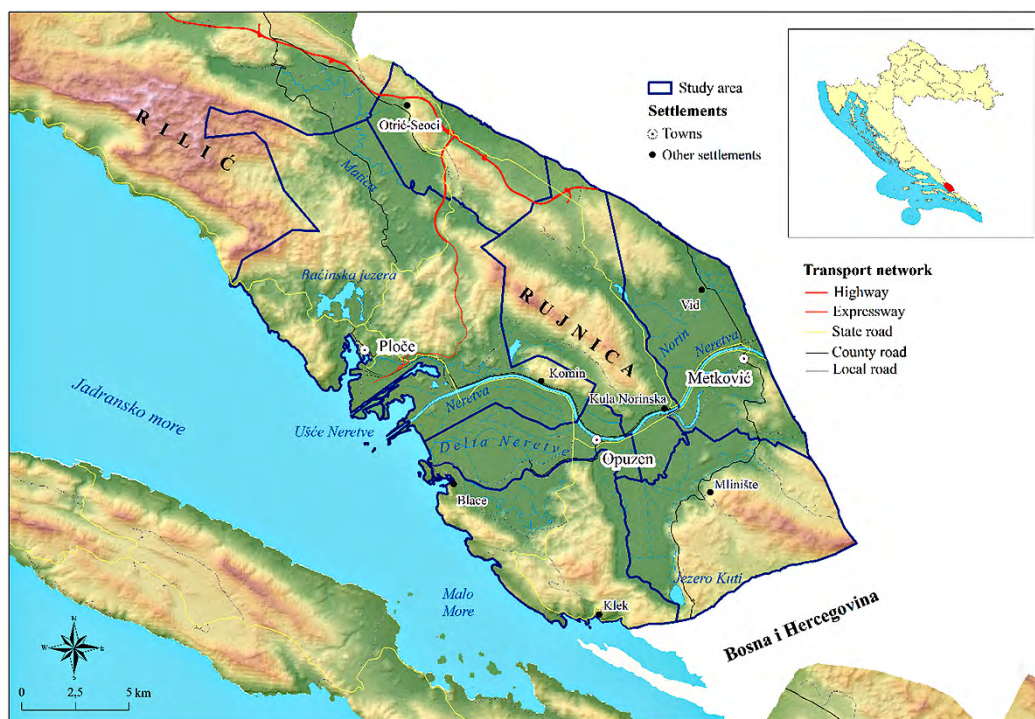 Study area
Settlements
Towns
Other settlements
Transport network
Highway
Expressway
State road
County road
Local road
Otrić-Seoci
RILIĆ
Matica
Baćinska jezera
Ploče
RUJNICA
Vid
Norin
Neretva
Metković
Komin
Kula Norinska
Neretva
Jadransko more
Ušće Neretve
Delta Neretve
Opuzen
Blace
Mlinište
Jezero Kuti
Malo
More
Klek
Bosna i Hercegovina
N
W
E
S
0 2,5 5 km